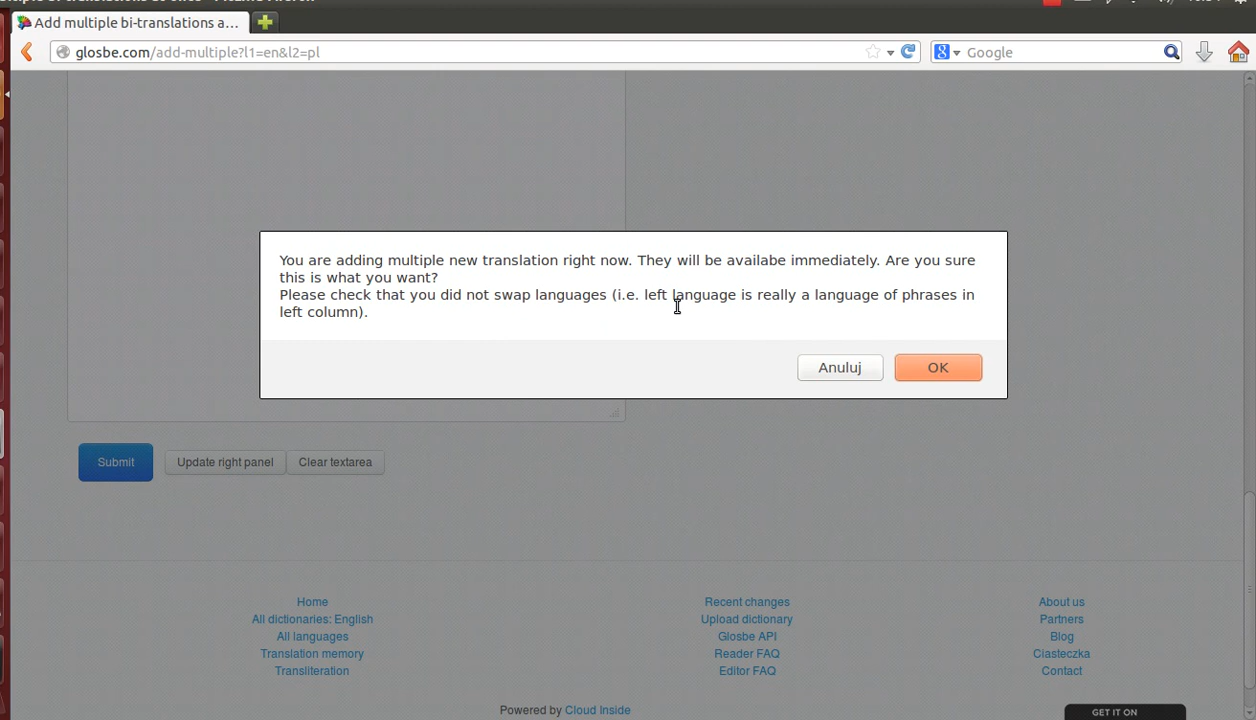 Add multiple bi-translations a...
glosbe.com/add-multiple?l1=en&l2=pl
Google
You are adding multiple new translation right now. They will be availabe immediately. Are you sure
this is what you want?
Please check that you did not swap languages (i.e. left language is really a language of phrases in
left column).
Anuluj
OK
Submit
Update right panel
Clear textarea
Home
Recent changes
About us
All dictionaries: English
Upload dictionary
Partners
All languages
Glosbe API
Blog
Translation memory
Reader FAQ
Ciasteczka
Transliteration
Editor FAQ
Contact
Powered by Cloud Inside
GET IT ON